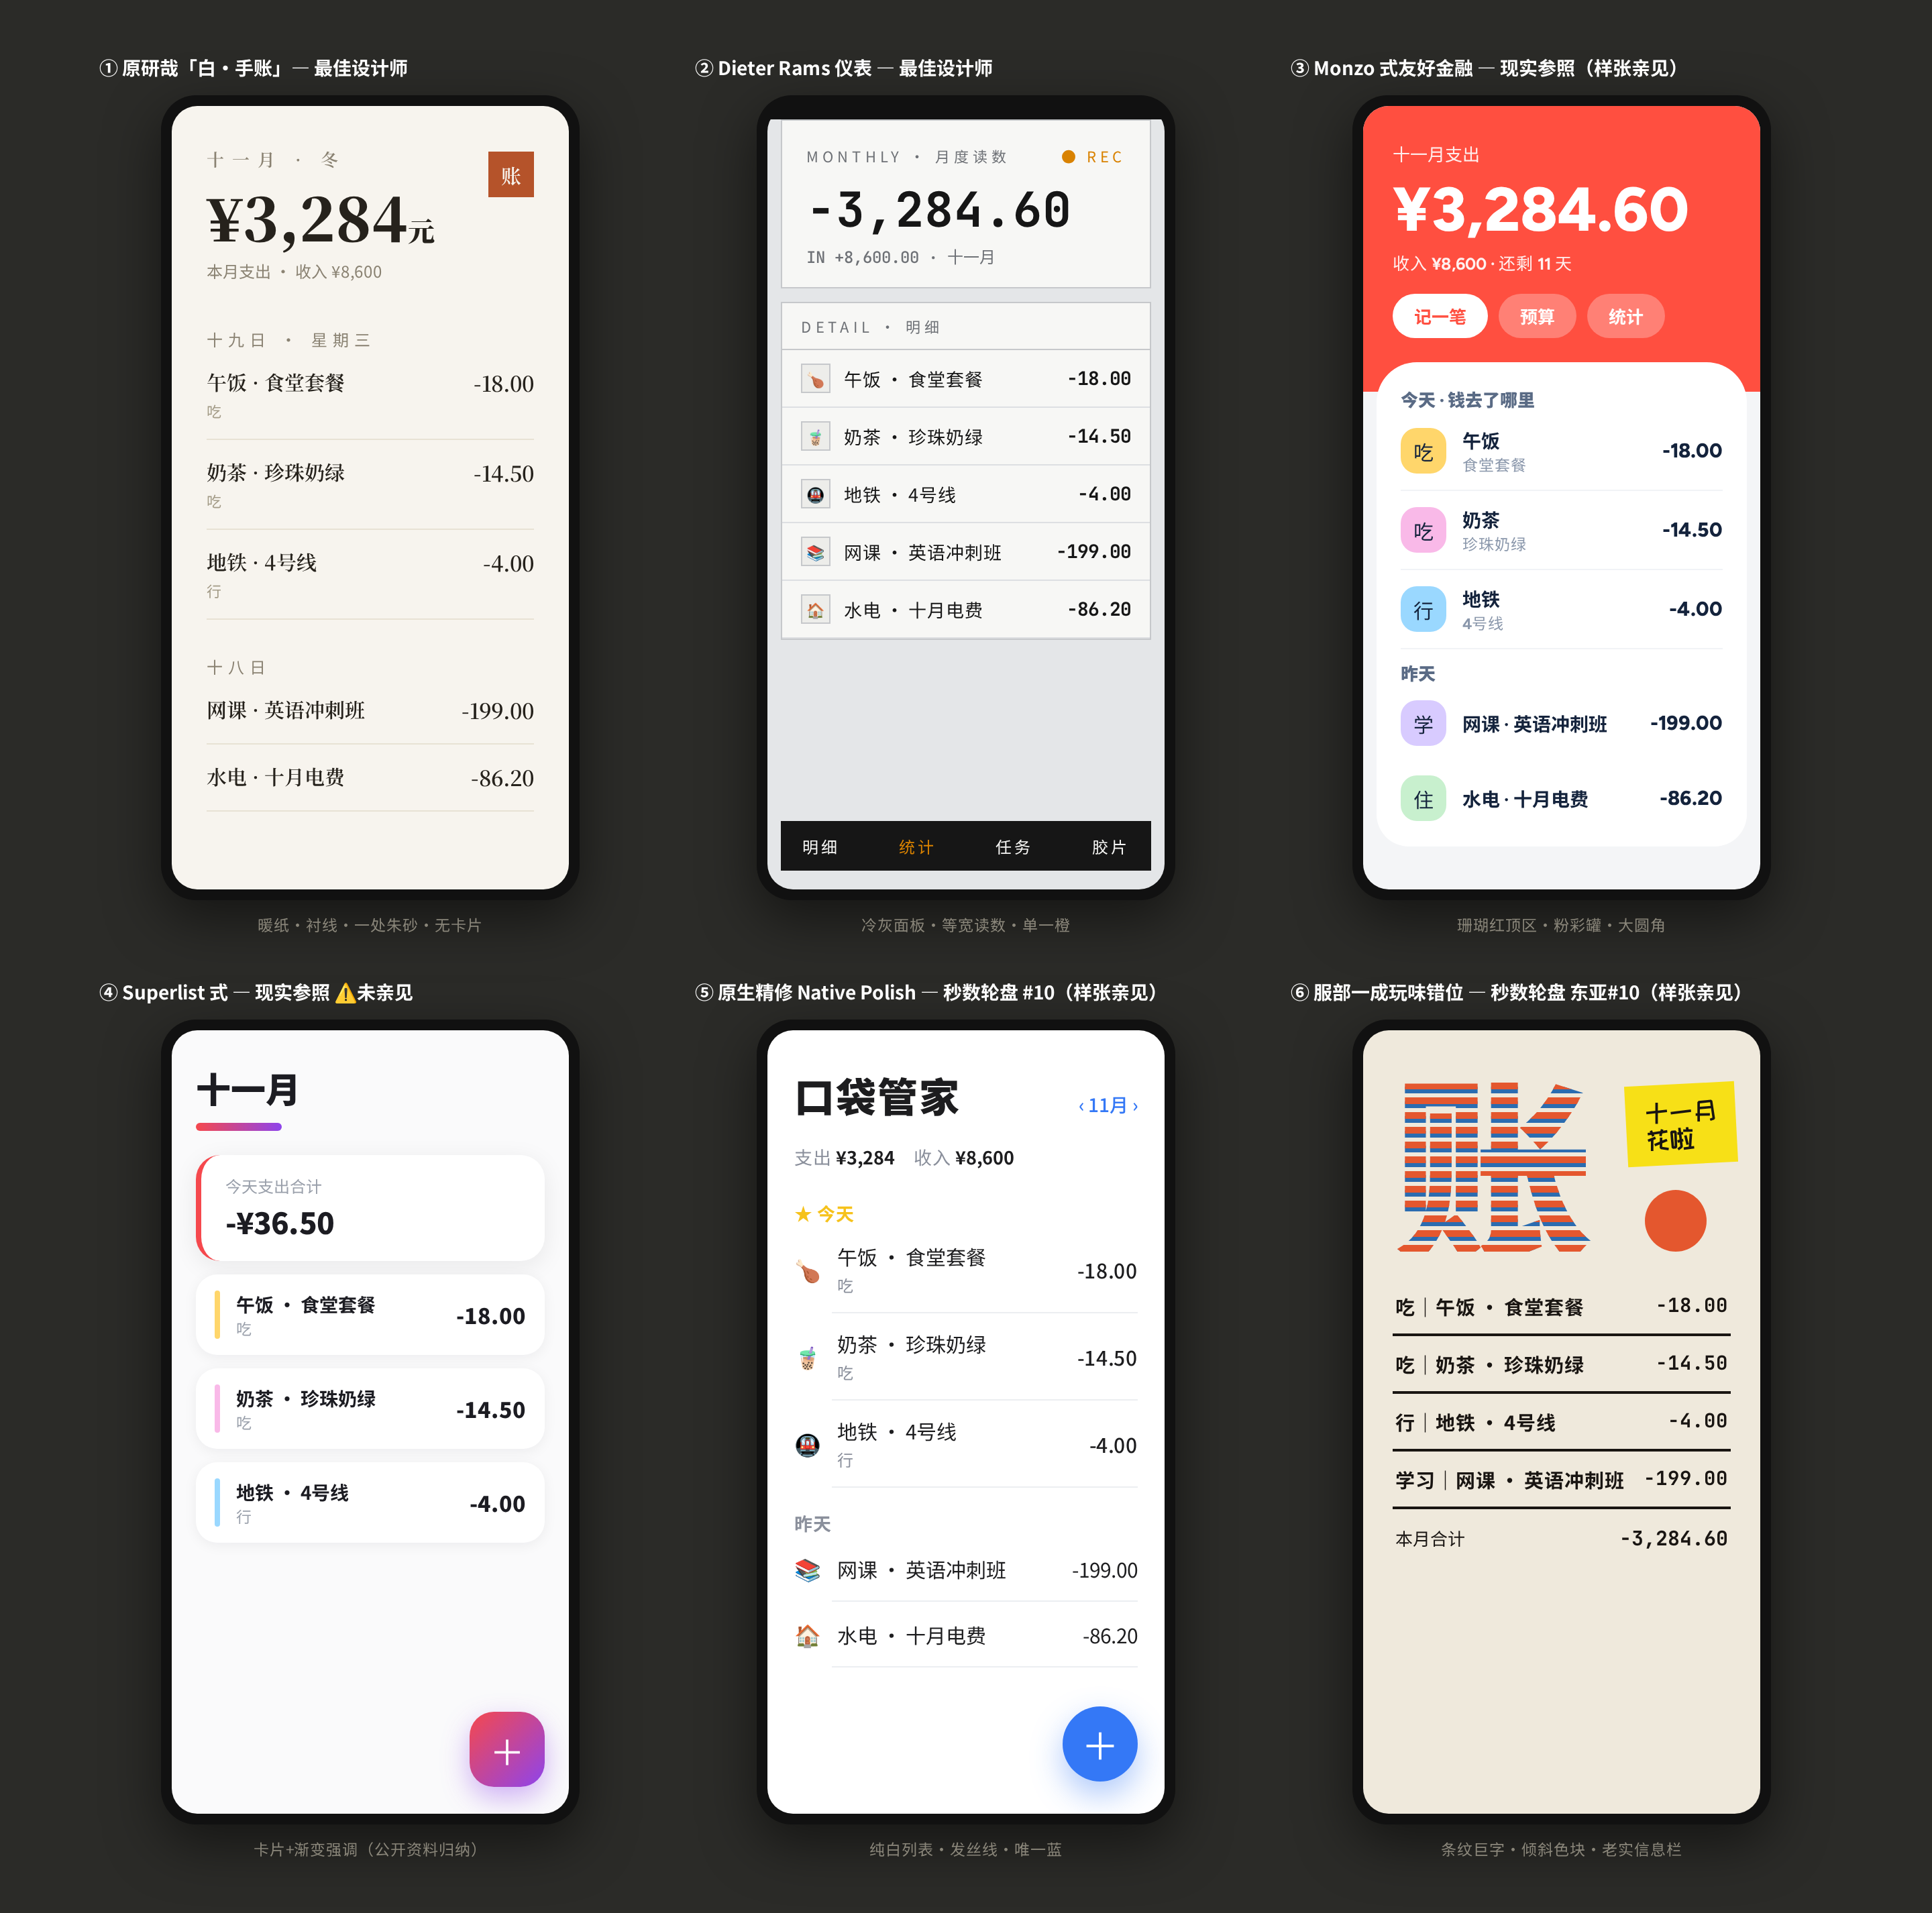 ① 原研哉「白・手账」— 最佳设计师
十一月 · 冬
账
¥3,284元
本月支出 · 收入 ¥8,600
十九日 · 星期三
午饭 · 食堂套餐 -18.00
吃
奶茶 · 珍珠奶绿 -14.50
吃
地铁 · 4号线 -4.00
行
十八日
网课 · 英语冲刺班 -199.00
水电 · 十月电费 -86.20
暖纸・衬线・一处朱砂・无卡片
② Dieter Rams 仪表 — 最佳设计师
MONTHLY · 月度读数 REC
-3,284.60
IN +8,600.00 · 十一月
DETAIL · 明细
午饭 · 食堂套餐 -18.00
奶茶 · 珍珠奶绿 -14.50
地铁 · 4号线 -4.00
网课 · 英语冲刺班 -199.00
水电 · 十月电费 -86.20
明细 统计 任务 胶片
冷灰面板・等宽读数・单一橙
③ Monzo 式友好金融 — 现实参照（样张亲见）
十一月支出
¥3,284.60
收入 ¥8,600 · 还剩 11 天
记一笔 预算 统计
今天 · 钱去了哪里
吃 午饭 -18.00
食堂套餐
吃 奶茶 -14.50
珍珠奶绿
行 地铁 -4.00
4号线
昨天
学 网课 · 英语冲刺班 -199.00
住 水电 · 十月电费 -86.20
珊瑚红顶区・粉彩罐・大圆角
④ Superlist 式 — 现实参照 ⚠️未亲见
十一月
今天支出合计
-¥36.50
午饭 · 食堂套餐 -18.00
吃
奶茶 · 珍珠奶绿 -14.50
吃
地铁 · 4号线 -4.00
行
+
卡片+渐变强调（公开资料归纳）
⑤ 原生精修 Native Polish — 秒数轮盘 #10（样张亲见）
口袋管家 ‹ 11月 ›
支出 ¥3,284 收入 ¥8,600
★ 今天
午饭 · 食堂套餐 -18.00
吃
奶茶 · 珍珠奶绿 -14.50
吃
地铁 · 4号线 -4.00
行
昨天
网课 · 英语冲刺班 -199.00
水电 · 十月电费 -86.20
+
纯白列表・发丝线・唯一蓝
⑥ 服部一成玩味错位 — 秒数轮盘 东亚#10（样张亲见）
账
十一月
花啦
吃｜午饭 · 食堂套餐 -18.00
吃｜奶茶 · 珍珠奶绿 -14.50
行｜地铁 · 4号线 -4.00
学习｜网课 · 英语冲刺班 -199.00
本月合计 -3,284.60
条纹巨字・倾斜色块・老实信息栏